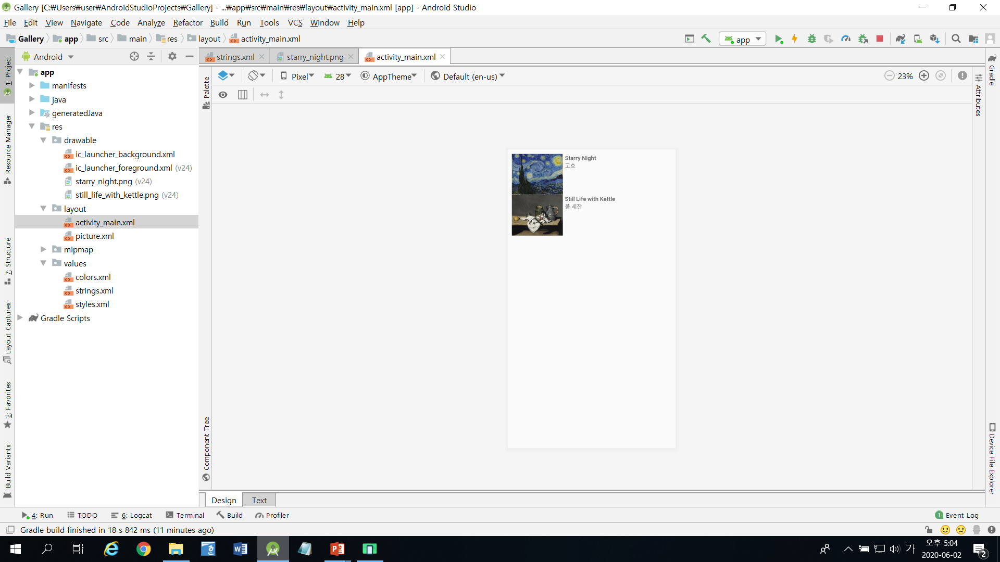 Gallery [C:₩Users₩user₩AndroidStudioProjects₩Gallery] - ...₩app₩src₩main₩res₩layout₩activity_main.xml [app] - Android Studio
File Edit View Navigate Code Analyze Refactor Build Run Tools VCS Window Help
Gallery app src main res layout activity_main.xml app
Android
strings.xml starry_night.png activity_main.xml
Pixel 28 AppTheme Default (en-us) 23%
app
manifests
java
generatedJava
res
drawable
ic_launcher_background.xml
ic_launcher_foreground.xml (v24)
starry_night.png (v24)
still_life_with_kettle.png (v24)
layout
activity_main.xml
picture.xml
mipmap
values
colors.xml
strings.xml
styles.xml
Gradle Scripts
1: Project
Resource Manager
7: Structure
Layout Captures
2: Favorites
Build Variants
Palette
Component Tree
Starry Night
고흐
Still Life with Kettle
폴 세잔
Gradle
Attributes
Device File Explorer
Design Text
4: Run TODO 6: Logcat Terminal Build Profiler 1 Event Log
Gradle build finished in 18 s 842 ms (11 minutes ago)
가 오후 5:04
2020-06-02 2